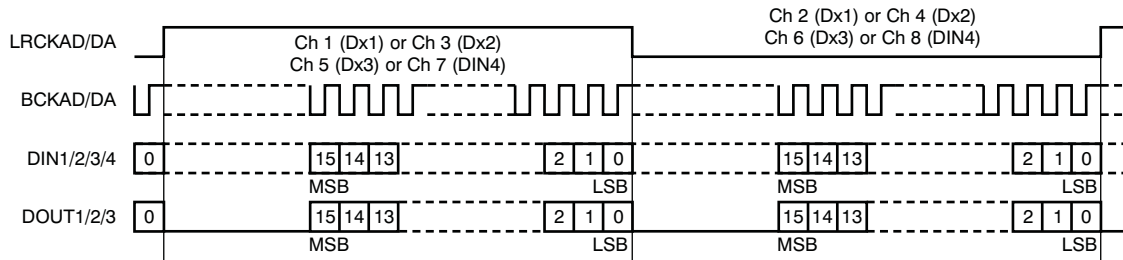 Ch 2 (Dx1) or Ch 4 (Dx2)
Ch 6 (Dx3) or Ch 8 (DIN4)
LRCKAD/DA
Ch 1 (Dx1) or Ch 3 (Dx2)
Ch 5 (Dx3) or Ch 7 (DIN4)
BCKAD/DA
DIN1/2/3/4 0 15 14 13 2 1 0 15 14 13 2 1 0
MSB LSB MSB LSB
DOUT1/2/3 0 15 14 13 2 1 0 15 14 13 2 1 0
MSB LSB MSB LSB